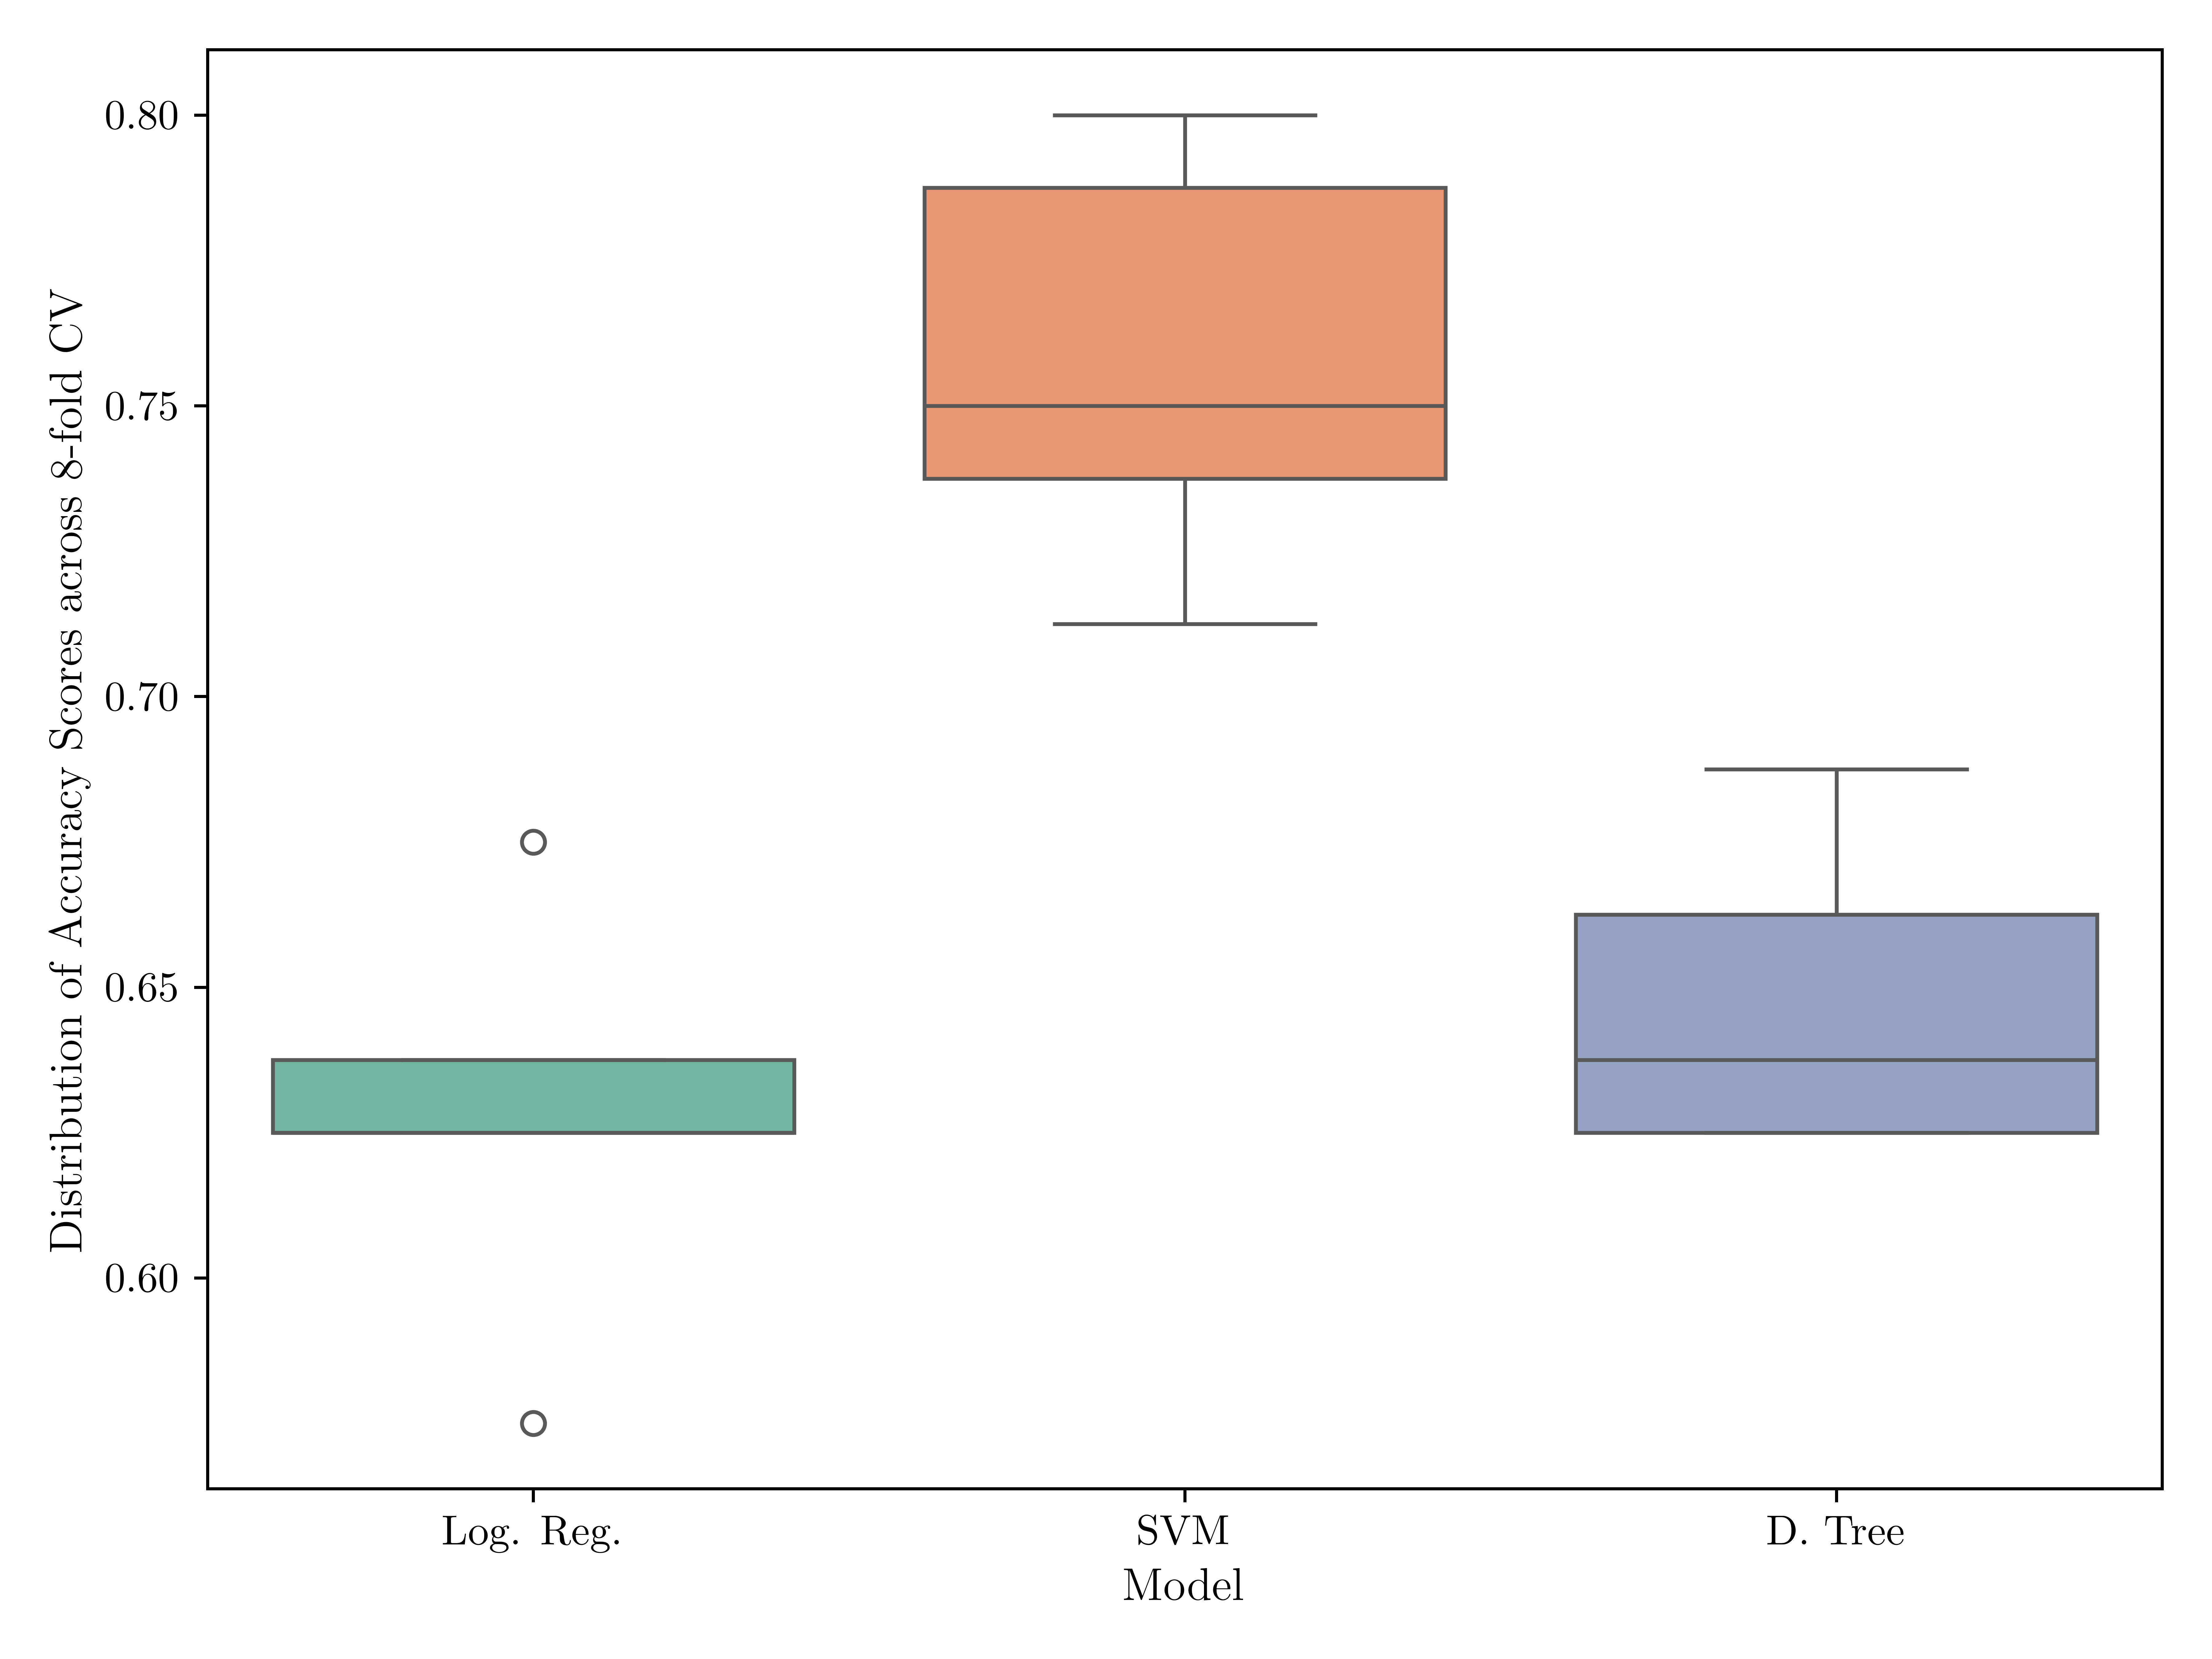 Distribution of Accuracy Scores across 8-fold CV
0.80
0.75
0.70
0.65
0.60
Log. Reg.
SVM
D. Tree
Model